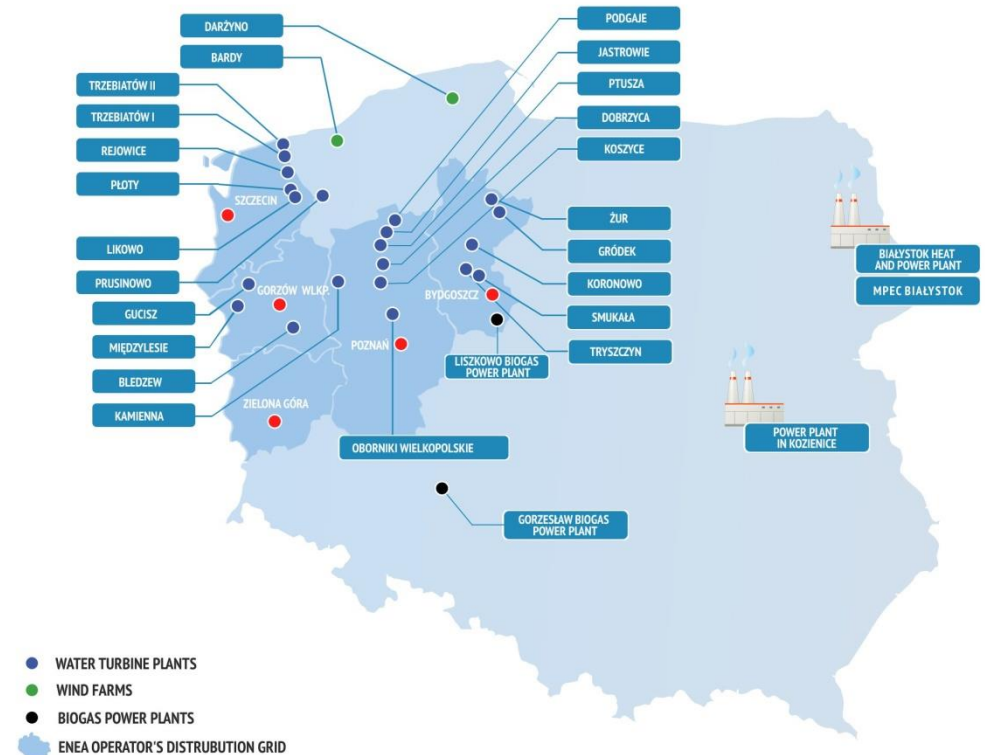 DARŻYNO
BARDY
TRZEBIATÓW II
TRZEBIATÓW I
REJOWICE
PŁOTY
LIKOWO
PRUSINOWO
GUCISZ
MIĘDZYLESIE
BLEDZEW
KAMIENNA
PODGAJE
JASTROWIE
PTUSZA
DOBRZYCA
KOSZYCE
ŻUR
GRÓDEK
KORONOWO
SMUKAŁA
TRYSZCZYN
SZCZECIN
GORZÓW WLKP.
ZIELONA GÓRA
POZNAŃ
BYDGOSZCZ
LISZKOWO BIOGAS
POWER PLANT
OBORNIKI WIELKOPOLSKIE
GORZESŁAW BIOGAS
POWER PLANT
BIAŁYSTOK HEAT
AND POWER PLANT
MPEC BIAŁYSTOK
POWER PLANT
IN KOZIENICE
WATER TURBINE PLANTS
WIND FARMS
BIOGAS POWER PLANTS
ENEA OPERATOR'S DISTRUBUTION GRID